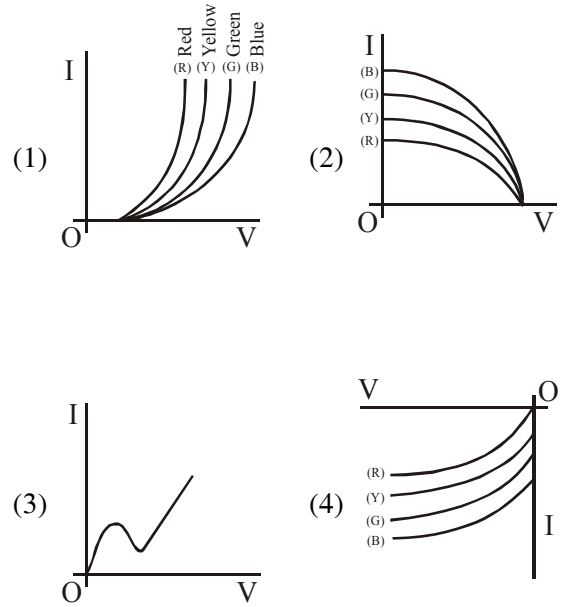 (1)
I
(R) Red
(Y) Yellow
(G) Green
(B) Blue
O
V
(2)
I
(B)
(G)
(Y)
(R)
O
V
(3)
I
O
V
(4)
V
O
(R)
(Y)
(G)
(B)
I